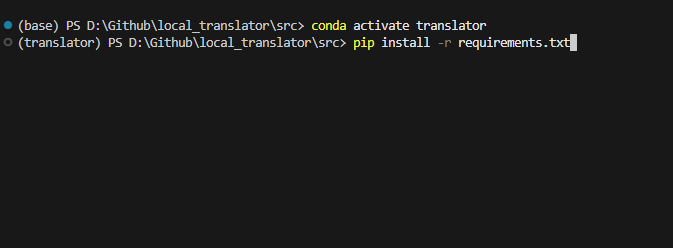 (base) PS D:\Github\local_translator\src> conda activate translator
(translator) PS D:\Github\local_translator\src> pip install -r requirements.txt